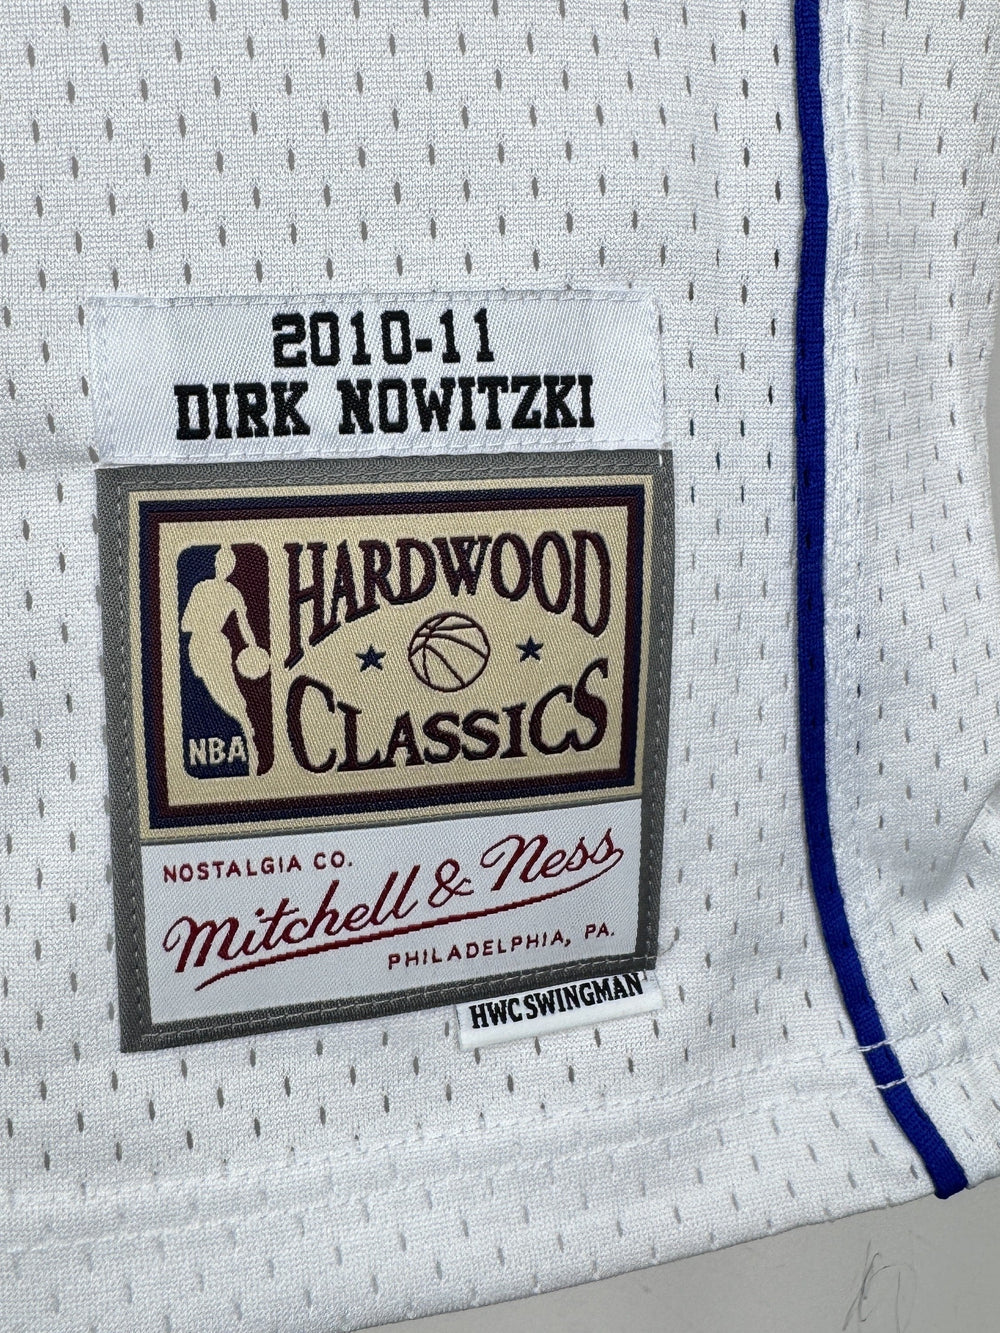 2010-11
DIRK NOWITZKI
HARDWOOD
CLASSICS
NBA
NOSTALGIA CO.
Mitchell & Ness
PHILADELPHIA, PA.
HWC SWINGMAN